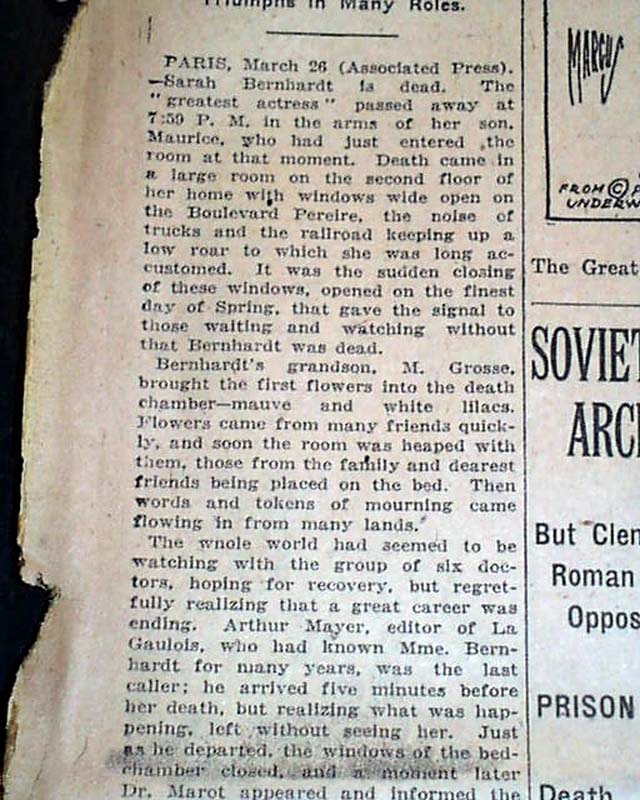 Triumphs in Many Roles.
PARIS, March 26 (Associated Press).
—Sarah Bernhardt is dead. The
"greatest actress" passed away at
7:59 P. M. in the arms of her son,
Maurice, who had just entered the
room at that moment. Death came in
a large room on the second floor of
her home with windows wide open on
the Boulevard Pereire, the noise of
trucks and the railroad keeping up a
low roar to which she was long ac-
customed. It was the sudden closing
of these windows, opened on the finest
day of Spring, that gave the signal to
those waiting and watching without
that Bernhardt was dead.
Bernhardt's grandson, M. Grosse,
brought the first flowers into the death
chamber—mauve and white lilacs.
Flowers came from many friends quick-
ly, and soon the room was heaped with
them, those from the family and dearest
friends being placed on the bed. Then
words and tokens of mourning came
flowing in from many lands.
The whole world had seemed to be
watching with the group of six doc-
tors, hoping for recovery, but regret-
fully realizing that a great career was
ending. Arthur Mayer, editor of La
Gaulois, who had known Mme. Bern-
hardt for many years, was the last
caller; he arrived five minutes before
her death, but realizing what was hap-
pening, left without seeing her. Just
as he departed, the windows of the bed-
chamber closed, and a moment later
Dr. Marot appeared and informed the
MARCUS
FROM © F
UNDERW
The Great
SOVIET
ARCH
But Clem
Roman
Oppos
PRISON
Death